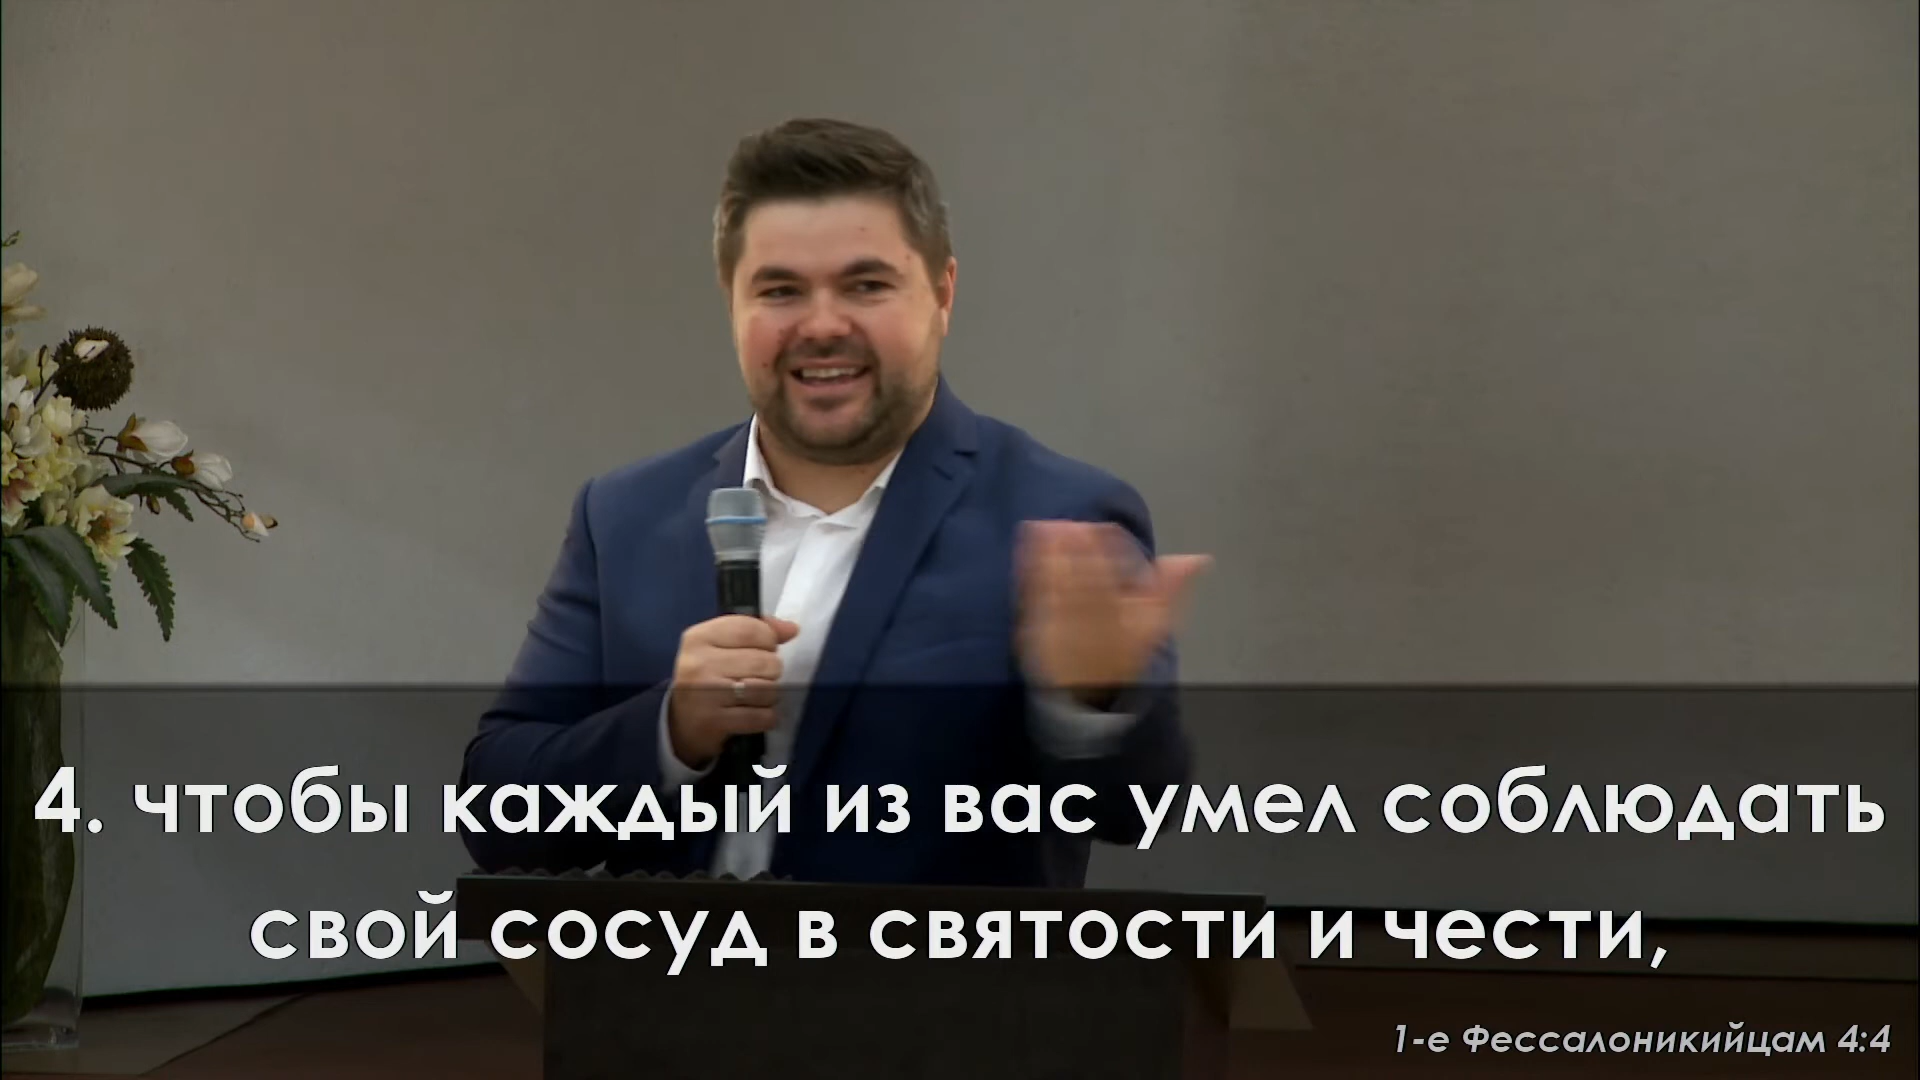 4. чтобы каждый из вас умел соблюдать
свой сосуд в святости и чести,
1-е Фессалоникийцам 4:4